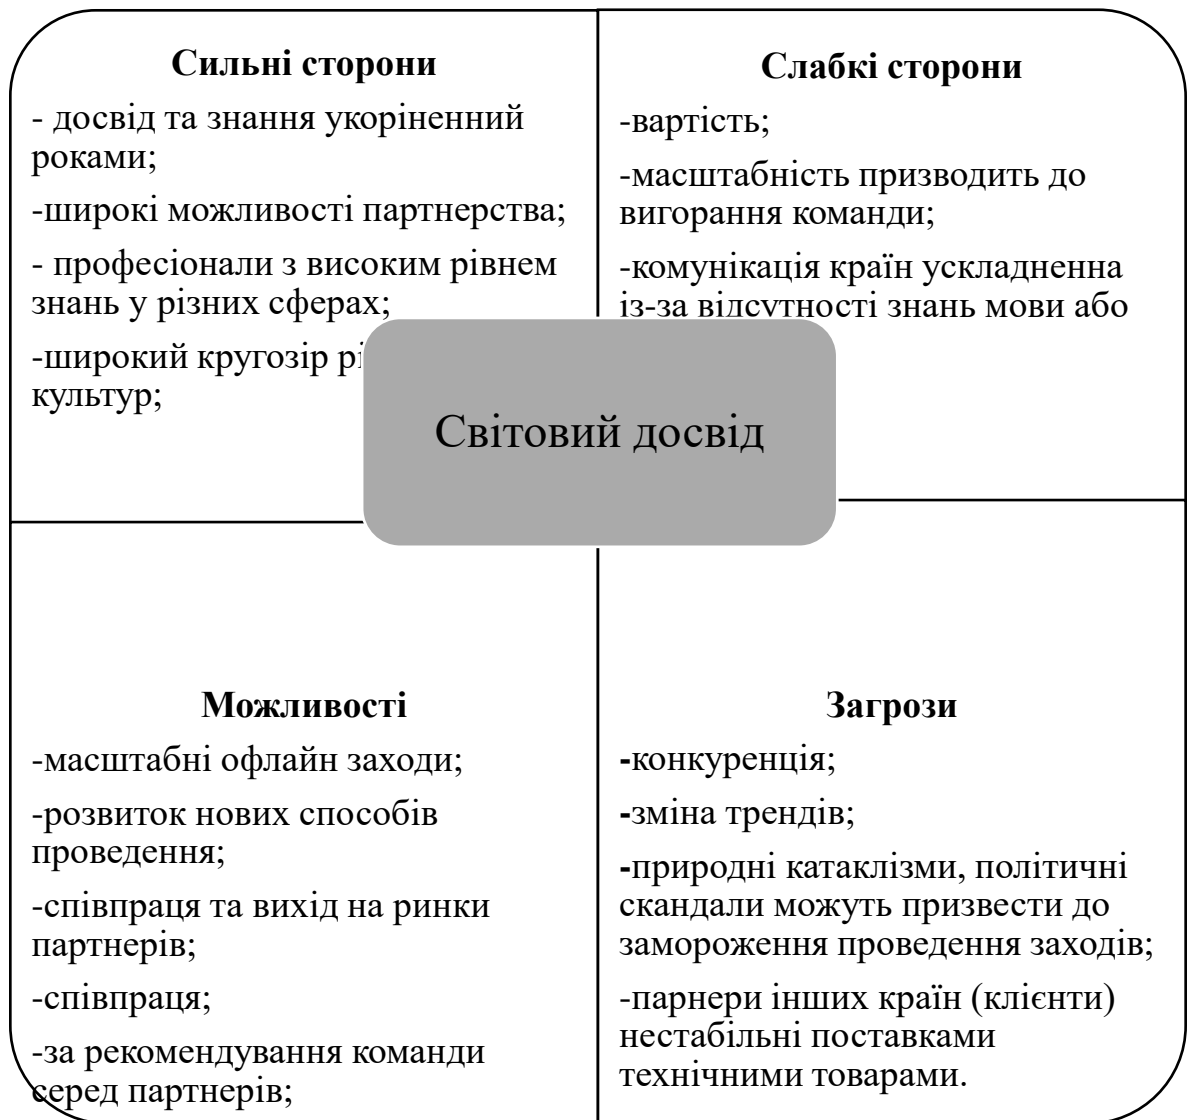 Сильні сторони
- досвід та знання укоріненний
роками;
-широкі можливості партнерства;
- професіонали з високим рівнем
знань у різних сферах;
-широкий кругозір
культур;
Слабкі сторони
-вартість;
-масштабність призводить до
вигорання команди;
-комунікація країн ускладненна
із-за відсутності знань мови або
Світовий досвід
Можливості
-масштабні офлайн заходи;
-розвиток нових способів
проведення;
-співпраця та вихід на ринки
партнерів;
-співпраця;
-за рекомендування команди
серед партнерів;
Загрози
-конкуренція;
-зміна трендів;
-природні катаклізми, політичні
скандали можуть призвести до
замороження проведення заходів;
-парнери інших країн (клієнти)
нестабільні поставками
технічними товарами.